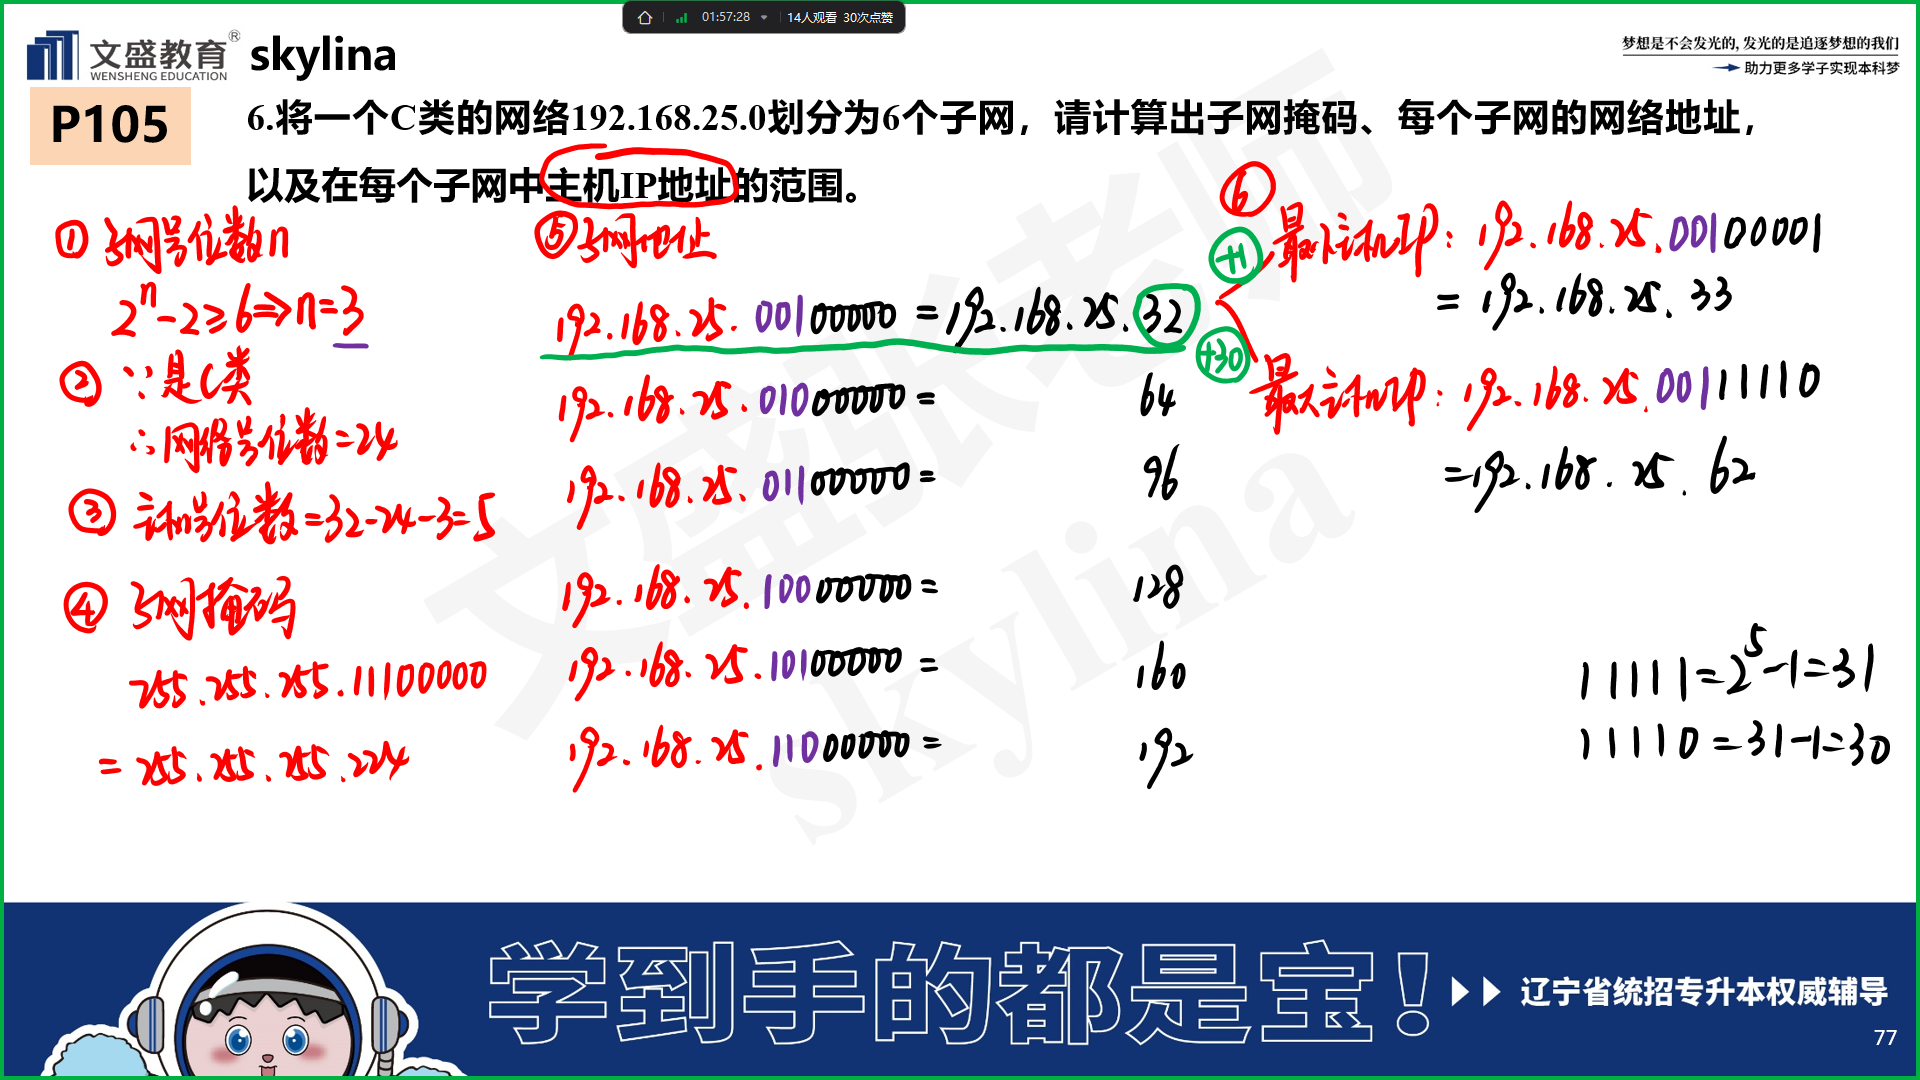 01:57:28 14人观看 30次点赞
文盛教育®
WENSHENG EDUCATION
skylina
梦想是不会发光的,发光的是追逐梦想的我们
助力更多学子实现本科梦
P105
6.将一个C类的网络192.168.25.0划分为6个子网，请计算出子网掩码、每个子网的网络地址，
以及在每个子网中主机IP地址的范围。
① 子网号位数n
2ⁿ-2≥6⇒n=3
② ∵是C类
∴网络号位数=24
③ 主机号位数=32-24-3=5
④ 子网掩码
255.255.255.11100000
=255.255.255.224
⑤子网地址
192.168.25.00100000=192.168.25.32
192.168.25.01000000= 64
192.168.25.01100000= 96
192.168.25.10000000= 128
192.168.25.10100000= 160
192.168.25.11000000= 192
⑥
+1
最小主机IP：192.168.25.00100001
=192.168.25.33
+30
最大主机IP：192.168.25.00111110
=192.168.25.62
11111=2⁵-1=31
11110=31-1=30
文盛张老师
skylina
学到手的都是宝！
辽宁省统招专升本权威辅导
77